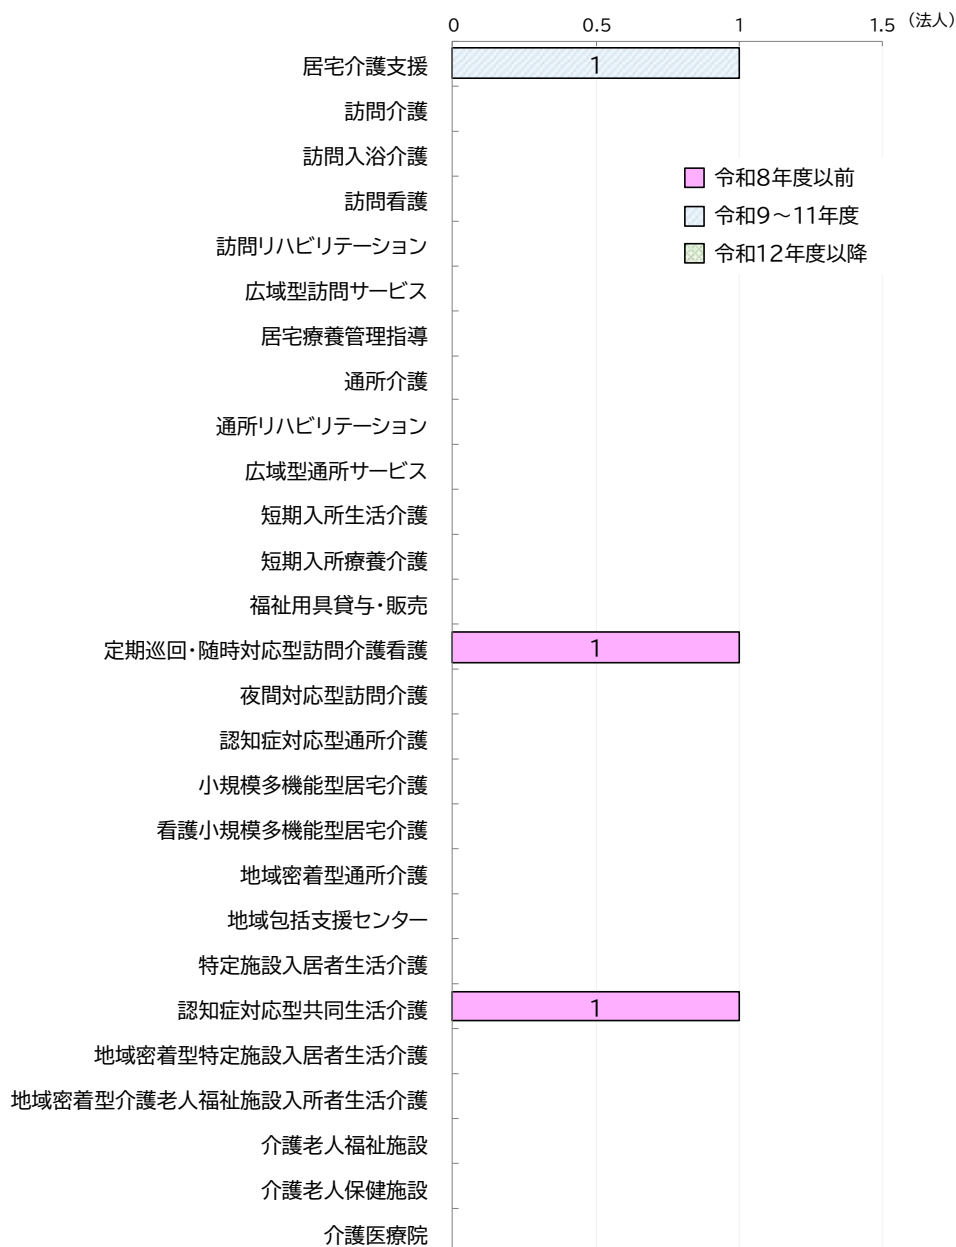 0 0.5 1 1.5 （法人）
居宅介護支援 1
訪問介護
訪問入浴介護
令和8年度以前
訪問看護
令和9～11年度
訪問リハビリテーション
令和12年度以降
広域型訪問サービス
居宅療養管理指導
通所介護
通所リハビリテーション
広域型通所サービス
短期入所生活介護
短期入所療養介護
福祉用具貸与・販売
定期巡回・随時対応型訪問介護看護 1
夜間対応型訪問介護
認知症対応型通所介護
小規模多機能型居宅介護
看護小規模多機能型居宅介護
地域密着型通所介護
地域包括支援センター
特定施設入居者生活介護
認知症対応型共同生活介護 1
地域密着型特定施設入居者生活介護
地域密着型介護老人福祉施設入所者生活介護
介護老人福祉施設
介護老人保健施設
介護医療院